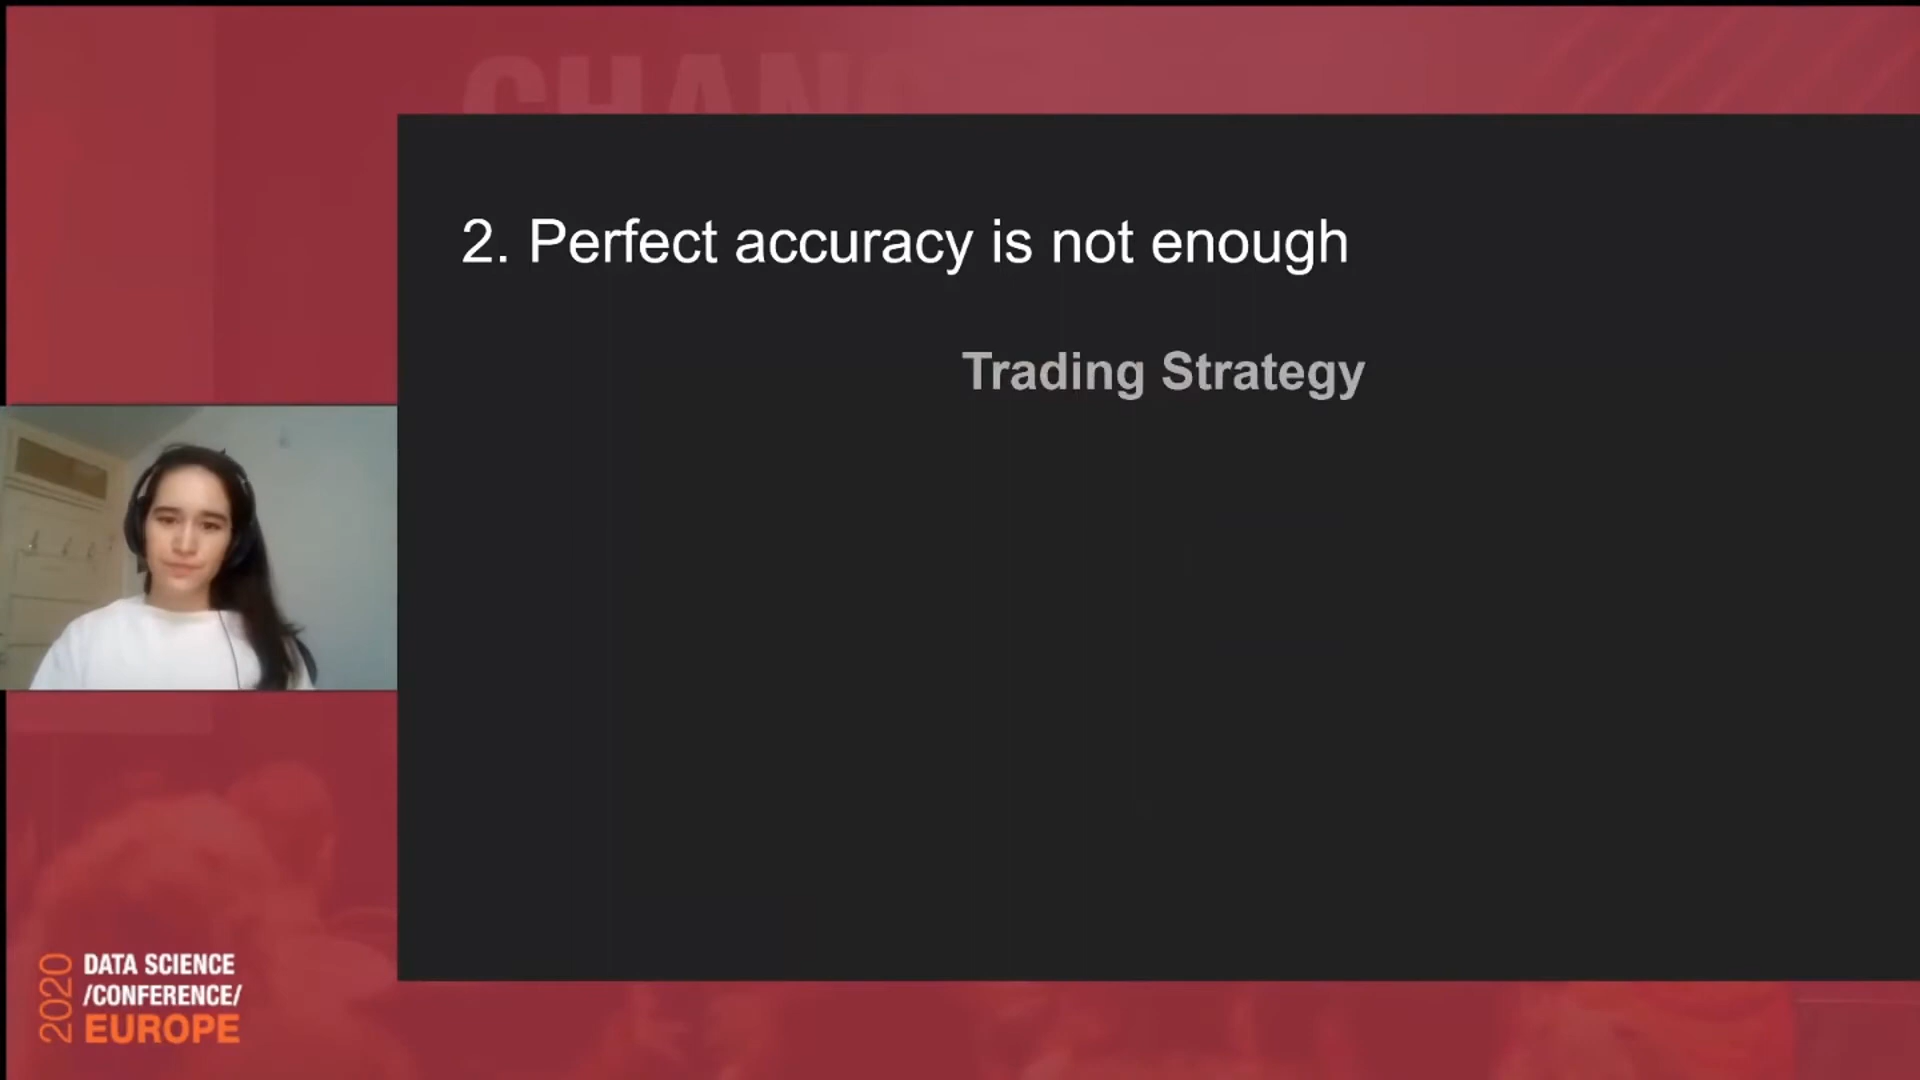 2. Perfect accuracy is not enough
Trading Strategy
2020
DATA SCIENCE
/CONFERENCE/
EUROPE